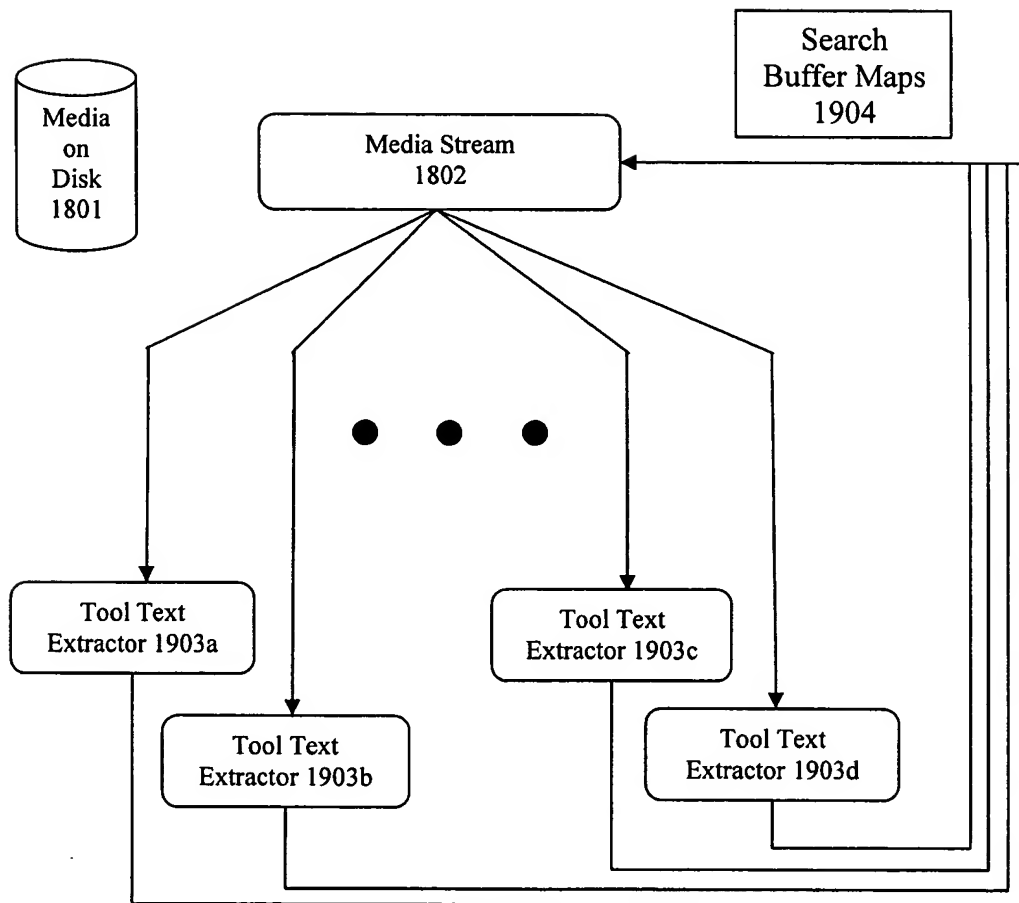 Search
Buffer Maps
1904
Media
on
Disk
1801
Media Stream
1802
Tool Text
Extractor 1903a
Tool Text
Extractor 1903c
Tool Text
Extractor 1903b
Tool Text
Extractor 1903d